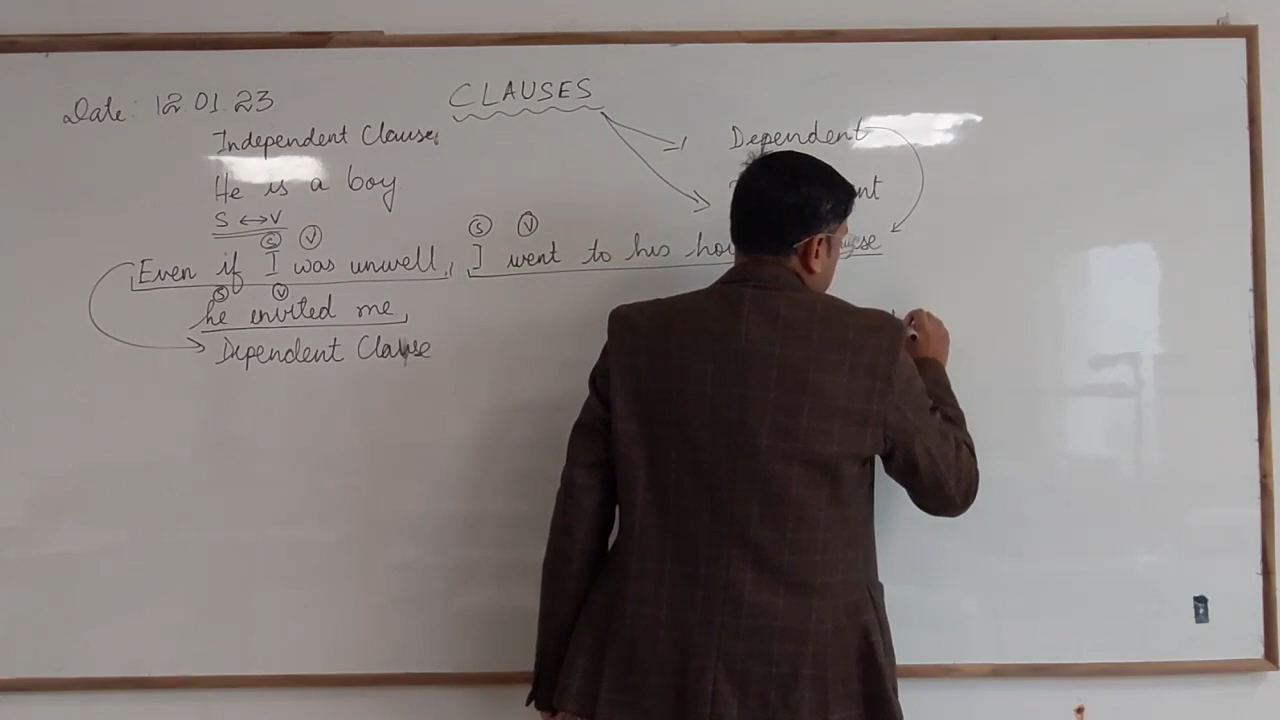 Date: 12.01.23
CLAUSES
Independent Clause
Dependent
He is a boy
S ↔ V
S V S V
Even if I was unwell, I went to his
S V
he invited me
Dependent Clause